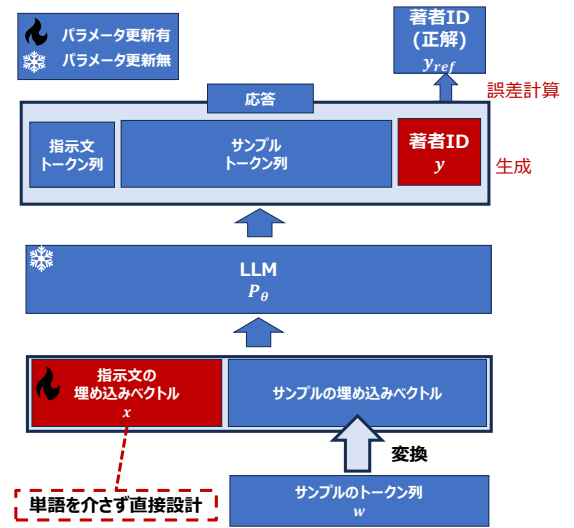 パラメータ更新有
パラメータ更新無
著者ID
(正解)
y_ref
誤差計算
応答
指示文
トークン列
サンプル
トークン列
著者ID
y
生成
LLM
P_θ
指示文の
埋め込みベクトル
x
サンプルの埋め込みベクトル
変換
単語を介さず直接設計
サンプルのトークン列
w